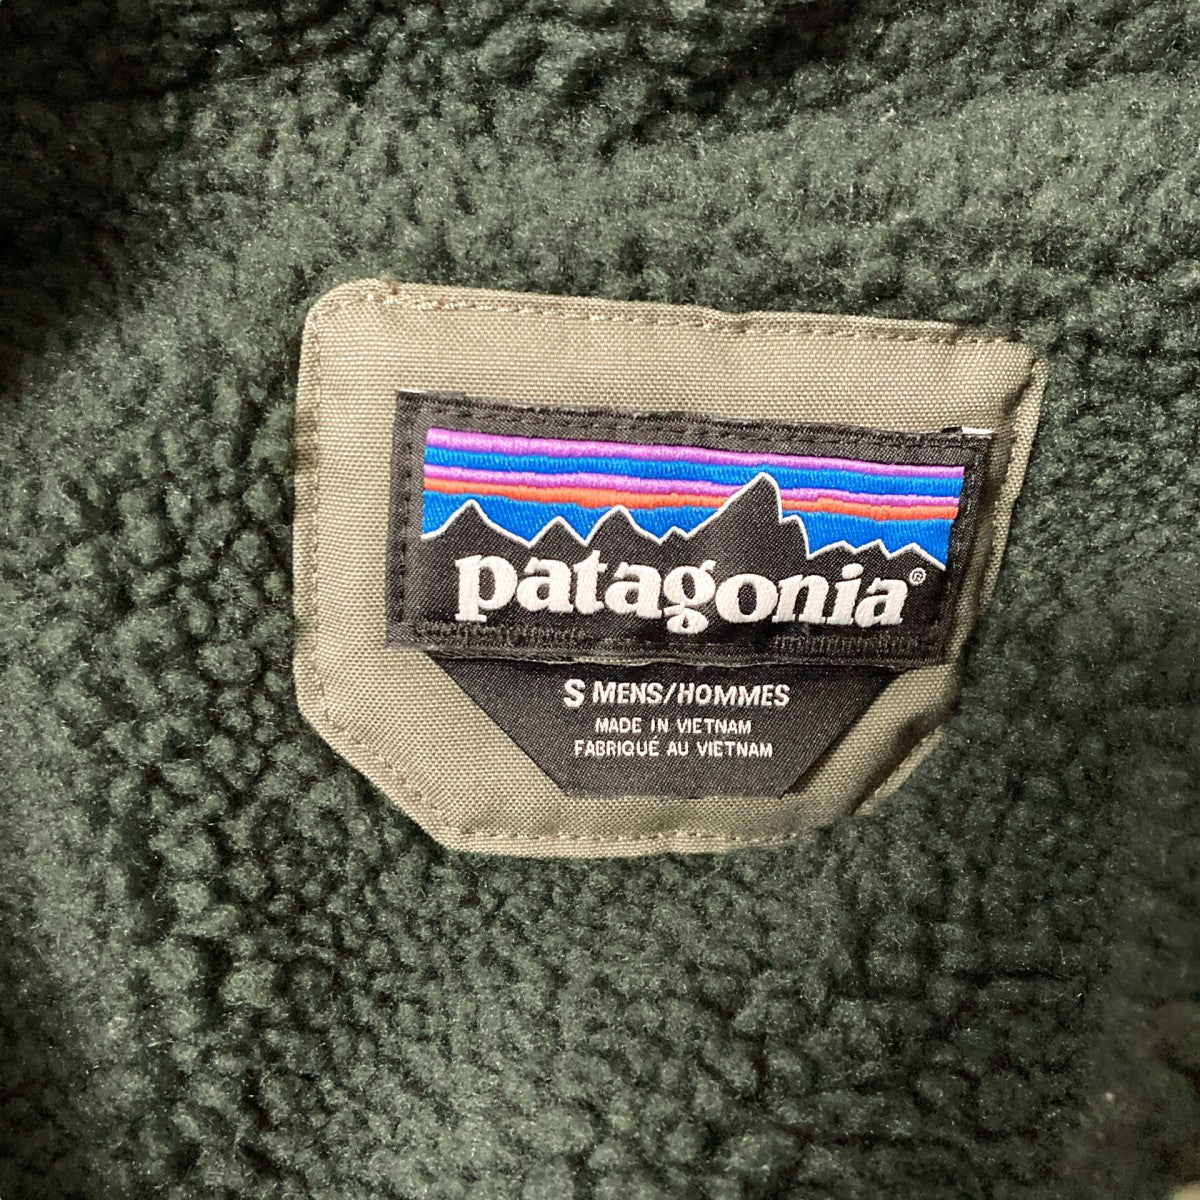 patagonia®
S MENS/HOMMES
MADE IN VIETNAM
FABRIQUÉ AU VIETNAM